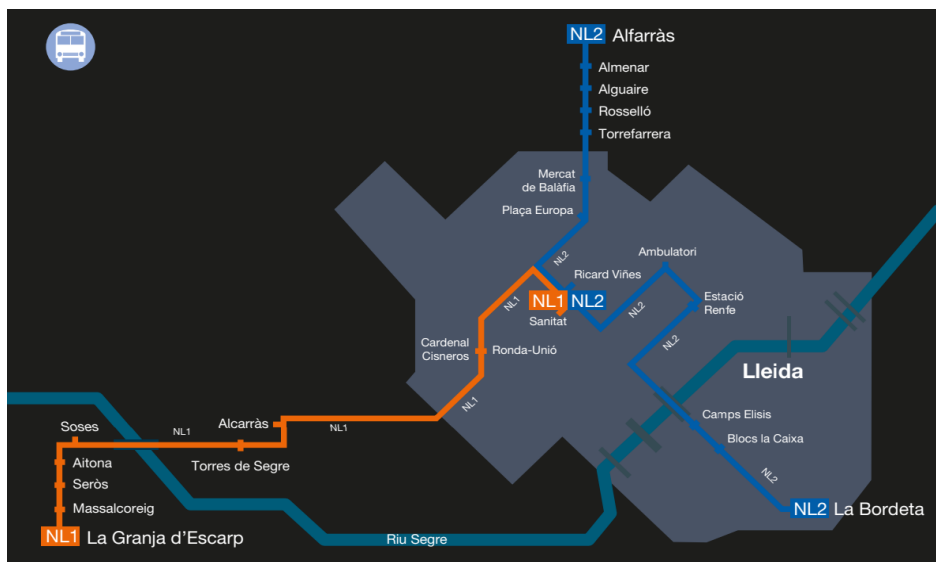 NL2 Alfarràs
Almenar
Alguaire
Rosselló
Torrefarrera
Mercat
de Balàfia
Plaça Europa
NL2
Ambulatori
Ricard Viñes
NL1 NL2
Sanitat
NL1
NL2
Estació
Renfe
Cardenal
Cisneros
Ronda-Unió
NL2
Lleida
NL1
Camps Elisis
Blocs la Caixa
NL2
NL2 La Bordeta
Alcarràs
NL1
Soses
NL1
Torres de Segre
Aitona
Seròs
Massalcoreig
NL1 La Granja d'Escarp
Riu Segre